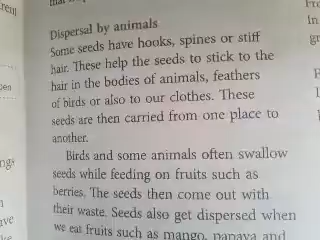 Dispersal by animals
Some seeds have hooks, spines or stiff
hair. These help the seeds to stick to the
hair in the bodies of animals, feathers
of birds or also to our clothes. These
seeds are then carried from one place to
another.
Birds and some animals often swallow
seeds while feeding on fruits such as
berries. The seeds then come out with
their waste. Seeds also get dispersed when
we eat fruits such as mango, papaya and